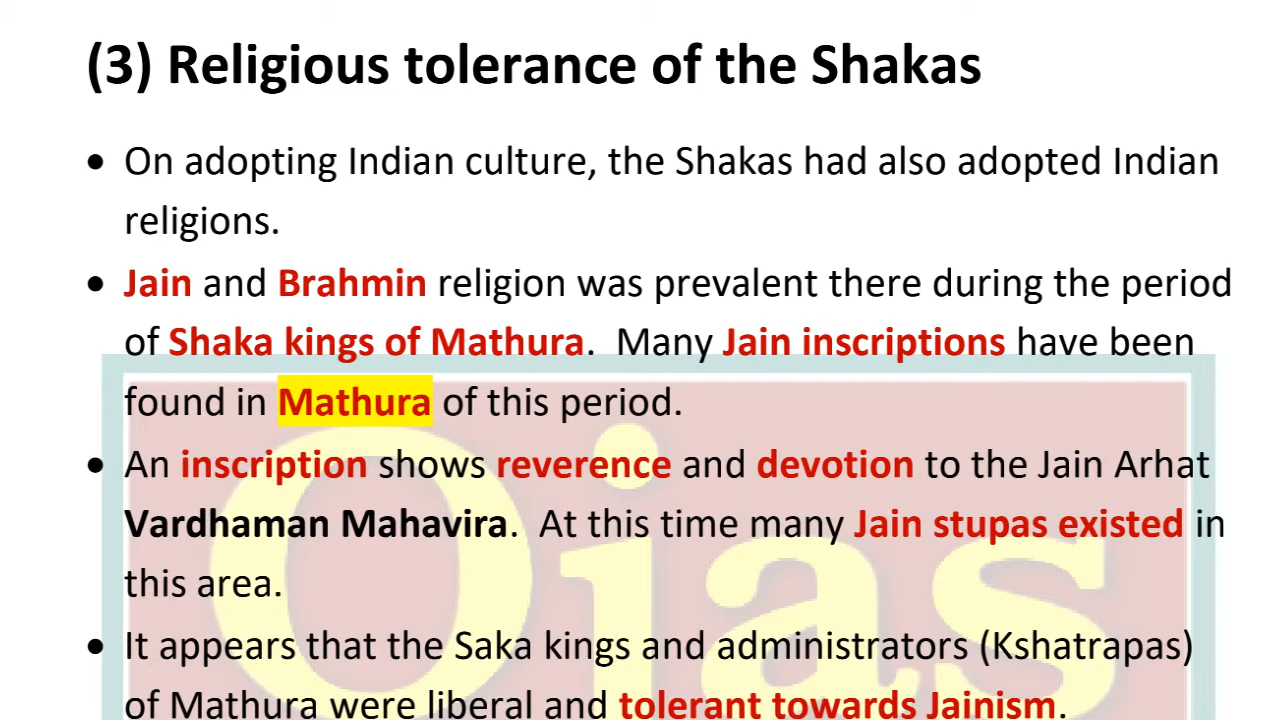 (3) Religious tolerance of the Shakas
• On adopting Indian culture, the Shakas had also adopted Indian
religions.
• Jain and Brahmin religion was prevalent there during the period
of Shaka kings of Mathura. Many Jain inscriptions have been
found in Mathura of this period.
• An inscription shows reverence and devotion to the Jain Arhat
Vardhaman Mahavira. At this time many Jain stupas existed in
this area.
• It appears that the Saka kings and administrators (Kshatrapas)
of Mathura were liberal and tolerant towards Jainism.
Oias